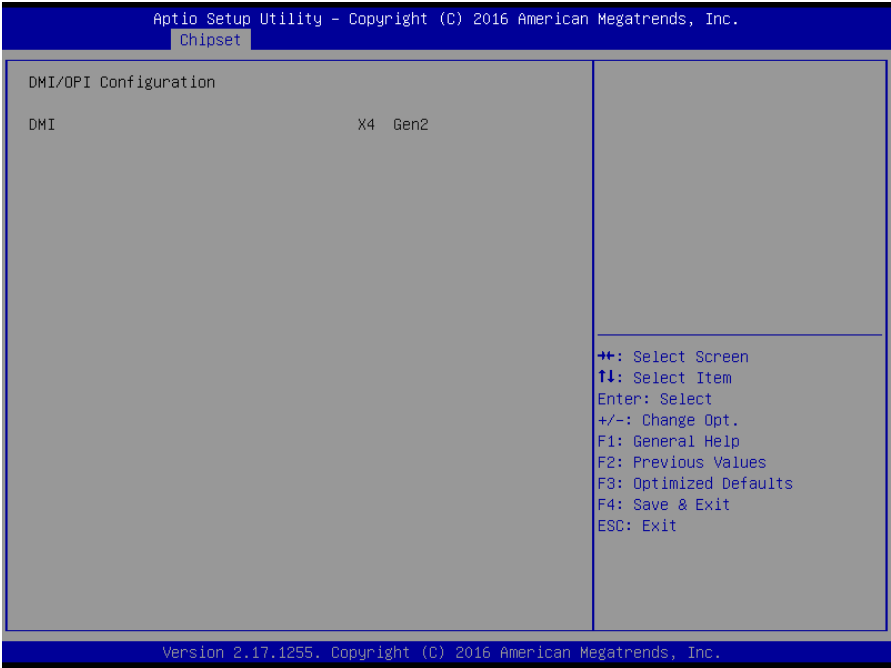 Aptio Setup Utility – Copyright (C) 2016 American Megatrends, Inc.
Chipset
DMI/OPI Configuration
DMI X4 Gen2
→←: Select Screen
↑↓: Select Item
Enter: Select
+/-: Change Opt.
F1: General Help
F2: Previous Values
F3: Optimized Defaults
F4: Save & Exit
ESC: Exit
Version 2.17.1255. Copyright (C) 2016 American Megatrends, Inc.